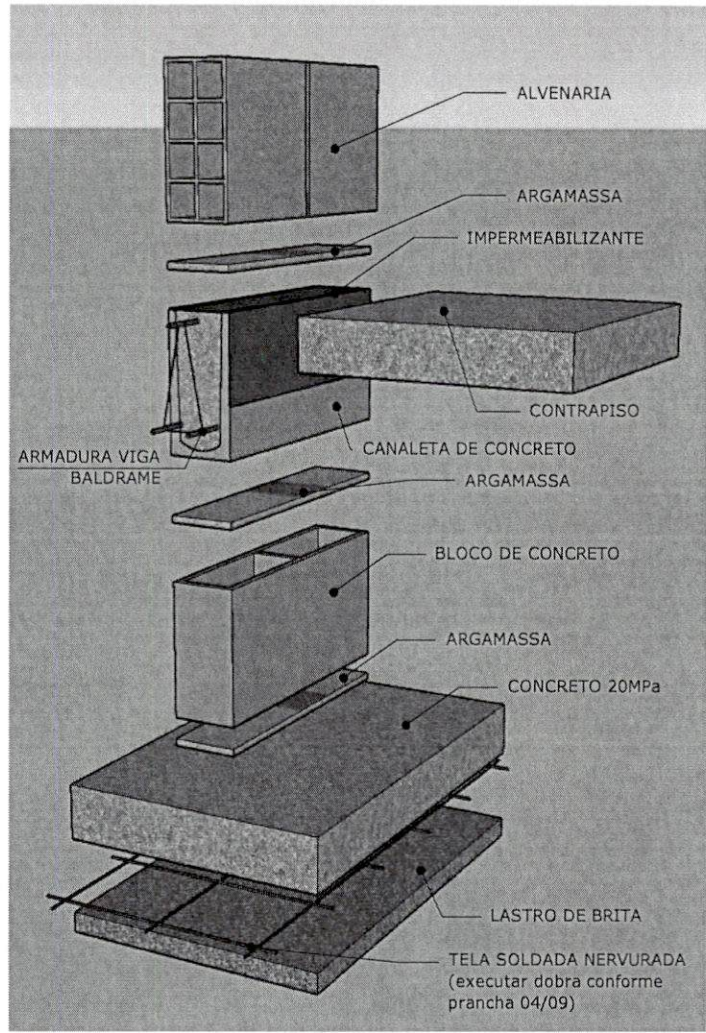 ALVENARIA
ARGAMASSA
IMPERMEABILIZANTE
CONTRAPISO
CANALETA DE CONCRETO
ARMADURA VIGA
BALDRAME
ARGAMASSA
BLOCO DE CONCRETO
ARGAMASSA
CONCRETO 20MPa
LASTRO DE BRITA
TELA SOLDADA NERVURADA
(executar dobra conforme
prancha 04/09)